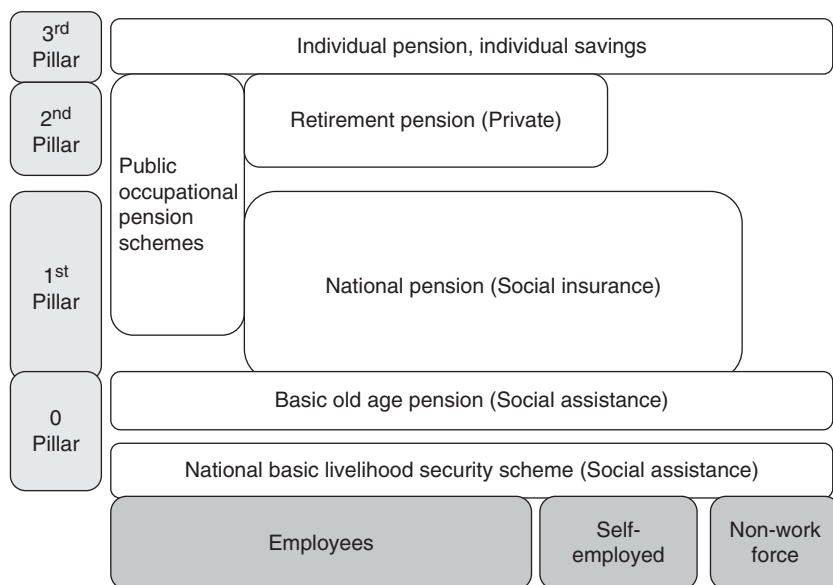 3rd
Pillar
Individual pension, individual savings
2nd
Pillar
Retirement pension (Private)
Public
occupational
pension
schemes
1st
Pillar
National pension (Social insurance)
0
Pillar
Basic old age pension (Social assistance)
National basic livelihood security scheme (Social assistance)
Employees
Self-
employed
Non-work
force